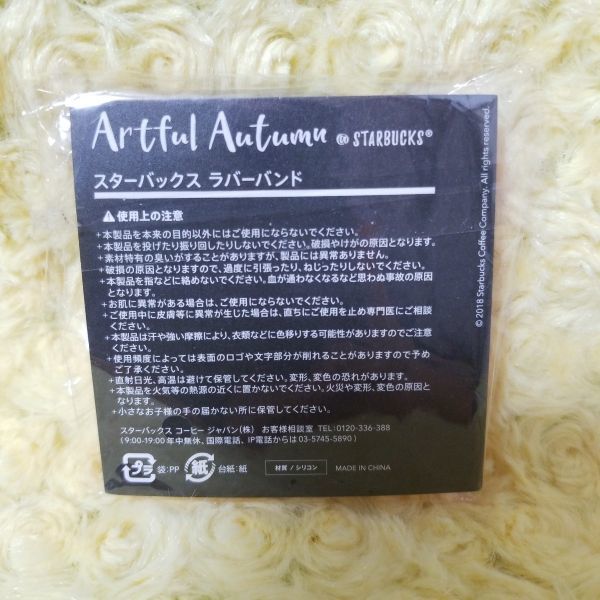 Artful Autumn @ STARBUCKS®
スターバックス ラバーバンド
⚠使用上の注意
+本製品を本来の目的以外にはご使用にならないでください。
+本製品を投げたり振り回したりしないでください。破損やけがの原因となります。
+素材特有の臭いがすることがありますが、製品には異常ありません。
+破損の原因となりますので、過度に引張ったり、ねじったりしないでください。
+本製品を指などに絡めないでください。血が通わなくなるなど思わぬ事故の原因
となります。
+お肌に異常がある場合は、ご使用にならないでください。
+ご使用中に皮膚等に異常が生じた場合は、直ちにご使用を止め専門医にご相談
ください。
+本製品は汗や強い摩擦により、衣類などに色移りする可能性がありますのでご注意
ください。
+使用頻度によっては表面のロゴや文字部分が削れることがありますので予め
ご了承ください。
+直射日光、高温は避けて保管してください。変形、変色の恐れがあります。
+本製品を火気等の熱源の近くに置かないでください。火災や変形、変色の原因と
なります。
+小さなお子様の手の届かない所に保管してください。
スターバックス コーヒー ジャパン(株) お客様相談室 TEL:0120-336-388
(9:00-19:00 年中無休、国際電話、IP電話からは 03-5745-5890)
プラ 袋:PP 紙 台紙:紙 材質 / シリコン MADE IN CHINA
© 2018 Starbucks Coffee Company. All rights reserved.